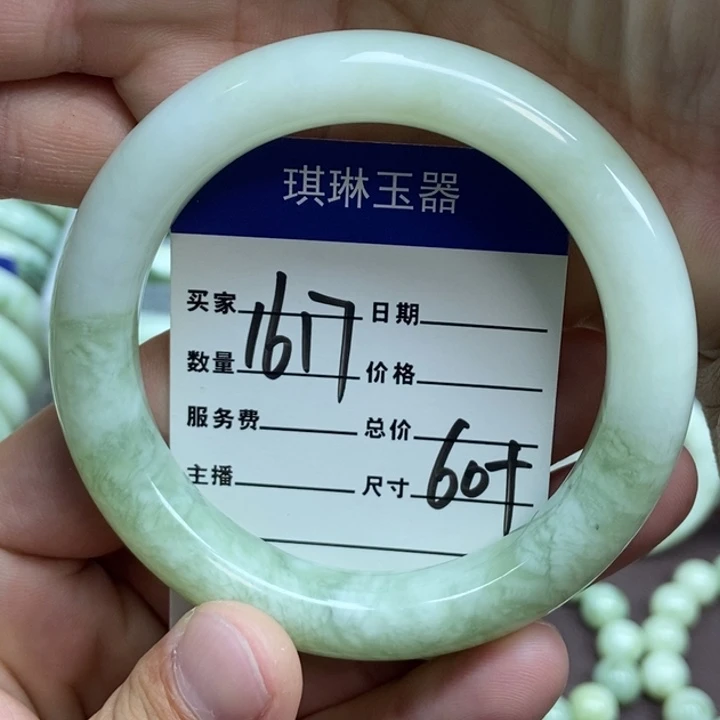 琪琳玉器
买家 1617 日期
数量 价格
服务费 总价
主播 尺寸 60+